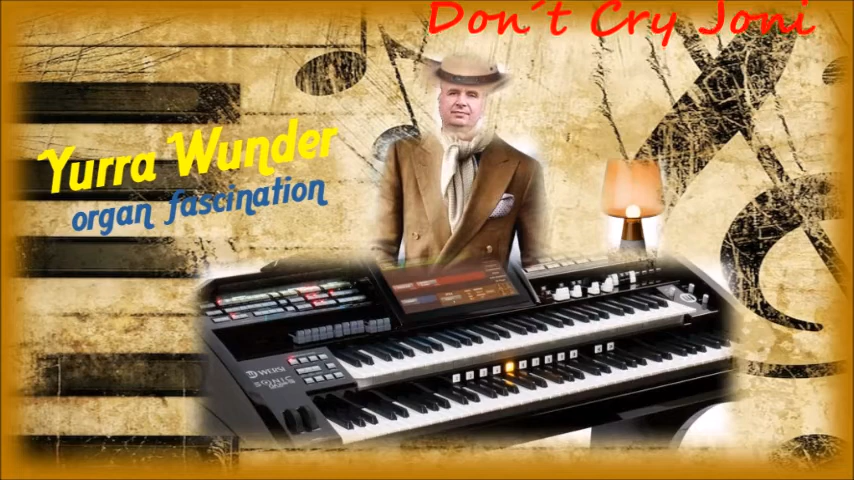 Don´t Cry Joni
Yurra Wunder
organ fascination
WERSI
SONIC